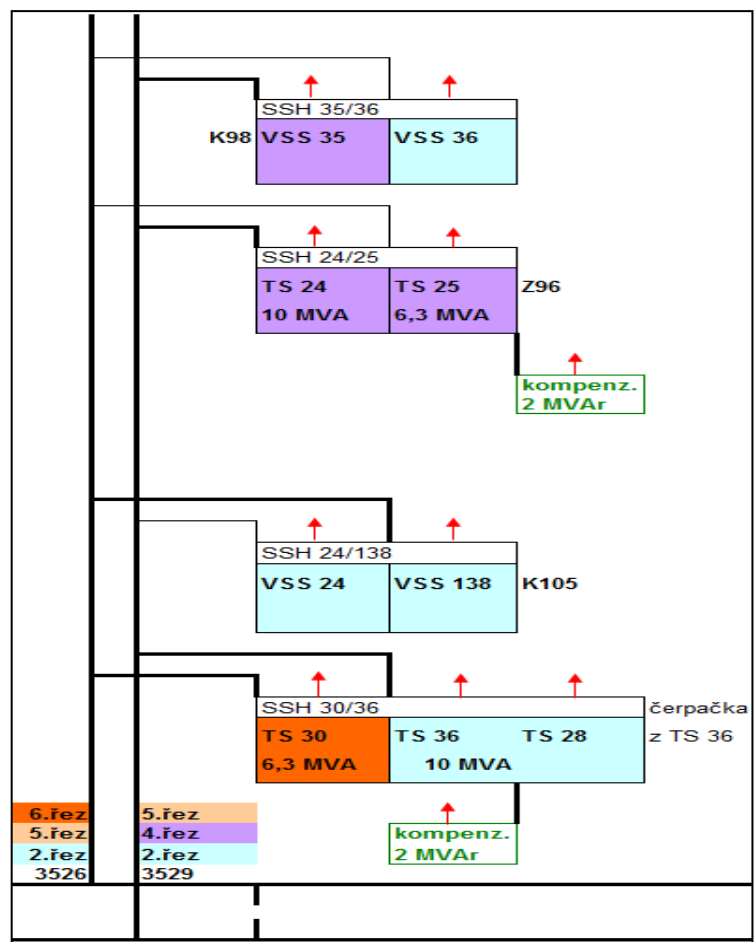 SSH 35/36
K98 VSS 35 VSS 36
SSH 24/25
TS 24 TS 25 Z96
10 MVA 6,3 MVA
kompenz.
2 MVAr
SSH 24/138
VSS 24 VSS 138 K105
SSH 30/36 čerpačka
TS 30 TS 36 TS 28 z TS 36
6,3 MVA 10 MVA
6.řez 5.řez
5.řez 4.řez kompenz.
2.řez 2.řez 2 MVAr
3526 3529